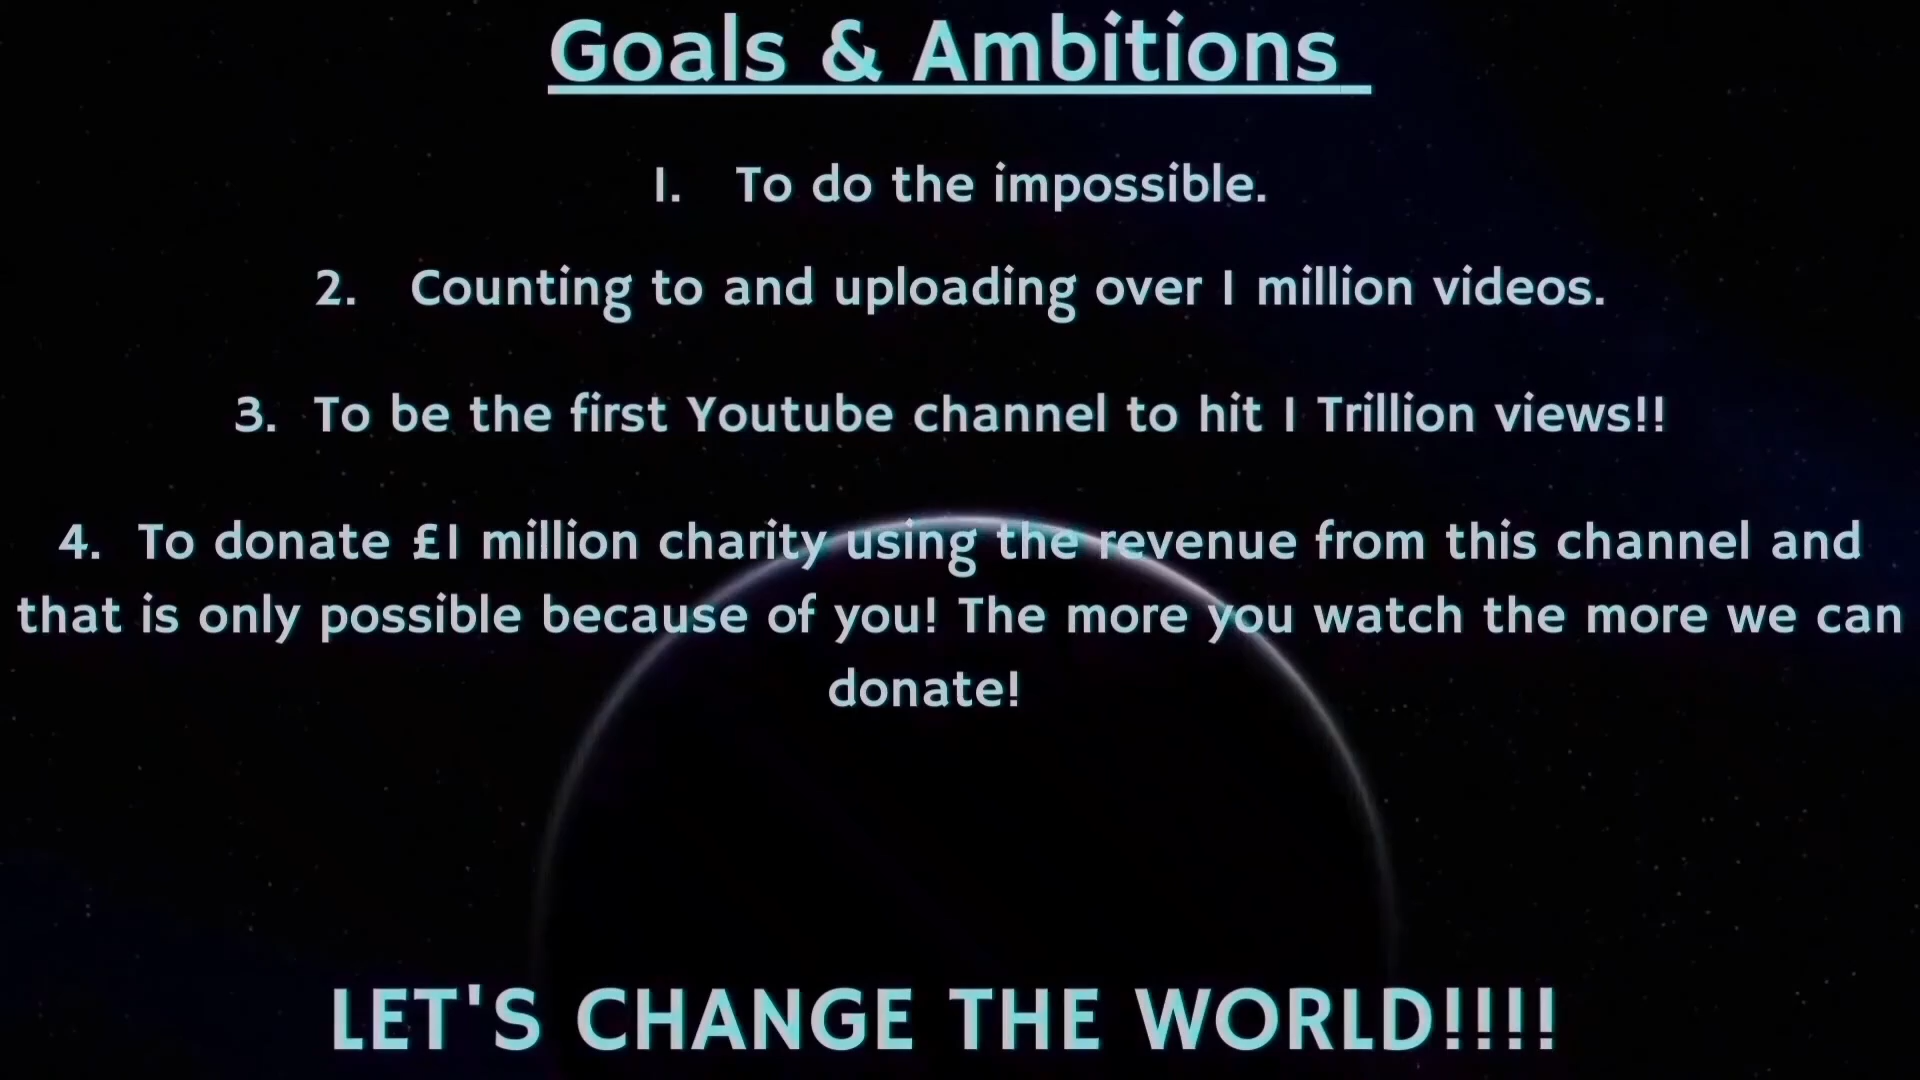 Goals & Ambitions
1. To do the impossible.
2. Counting to and uploading over 1 million videos.
3. To be the first Youtube channel to hit 1 Trillion views!!
4. To donate £1 million charity using the revenue from this channel and
that is only possible because of you! The more you watch the more we can
donate!
LET'S CHANGE THE WORLD!!!!